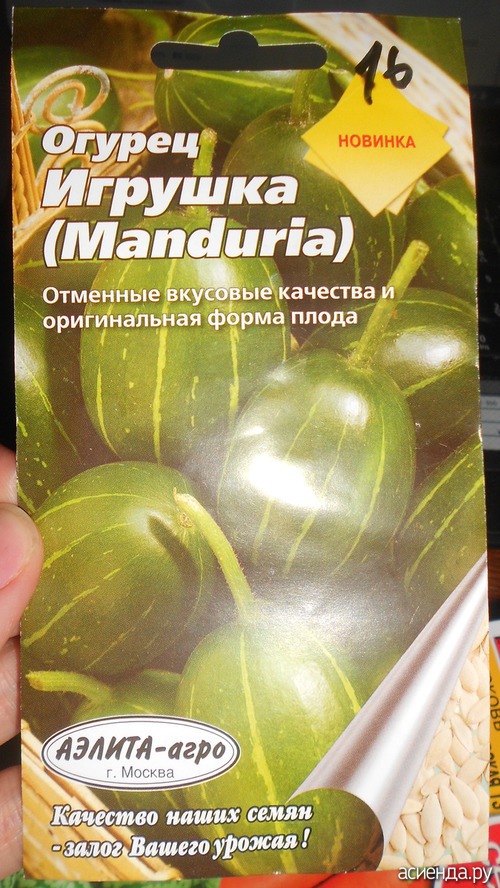 16
НОВИНКА
Огурец
Игрушка
(Manduria)
Отменные вкусовые качества и
оригинальная форма плода
АЭЛИТА-агро
г. Москва
Качество наших семян
- залог Вашего урожая!
асиенда.ру